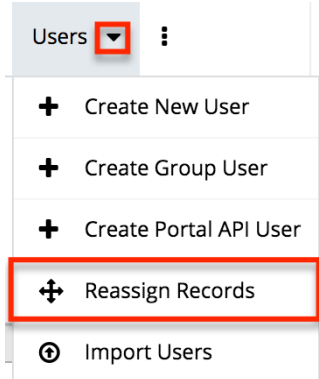 Users
Create New User
Create Group User
Create Portal API User
Reassign Records
Import Users